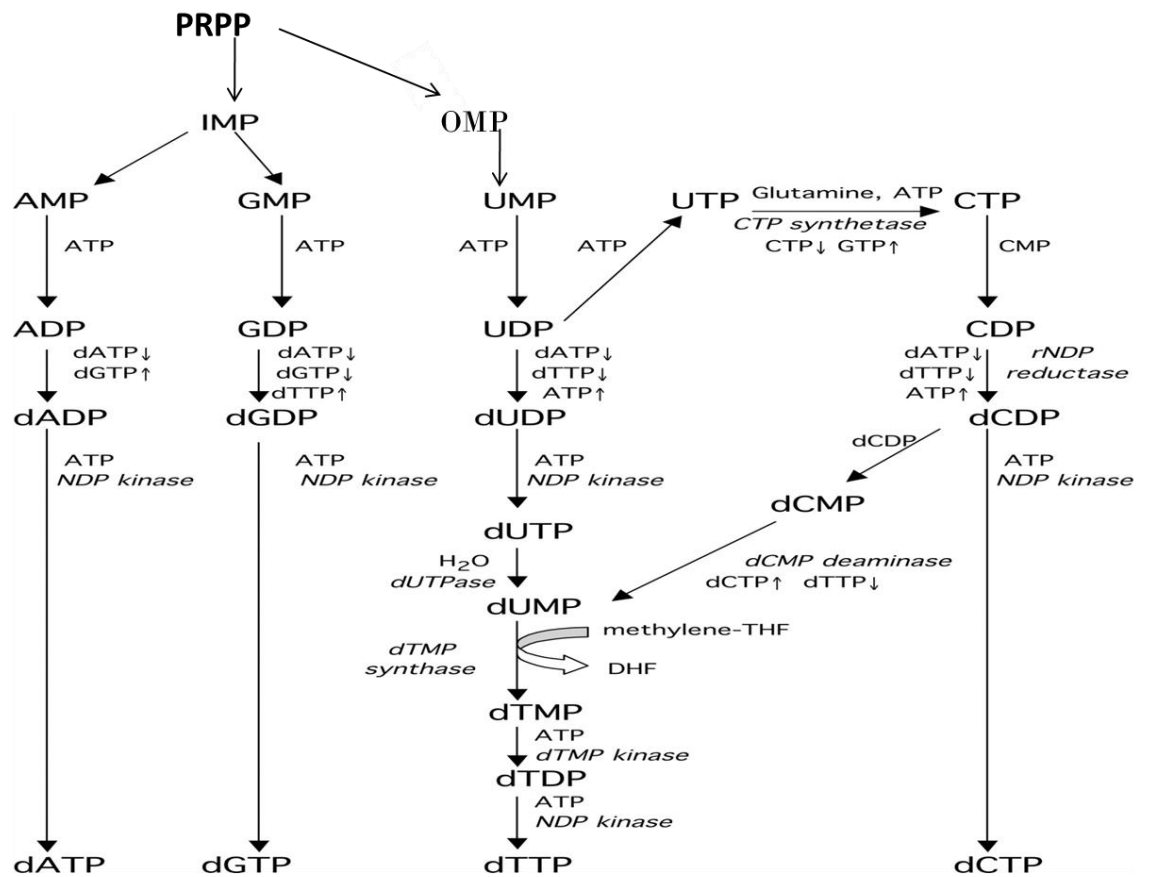 PRPP
IMP
OMP
AMP GMP UMP UTP Glutamine, ATP CTP
CTP synthetase
ATP ATP ATP ATP CTP↓ GTP↑ CMP
ADP GDP UDP CDP
dATP↓ dATP↓ dATP↓ dATP↓ rNDP
dGTP↑ dGTP↓ dTTP↓ dTTP↓ reductase
dTTP↑ ATP↑ ATP↑
dADP dGDP dUDP dCDP
dCDP
ATP ATP ATP ATP
NDP kinase NDP kinase NDP kinase NDP kinase
dCMP
dUTP
H₂O dCMP deaminase
dUTPase dCTP↑ dTTP↓
dUMP
methylene-THF
dTMP
synthase DHF
dTMP
ATP
dTMP kinase
dTDP
ATP
NDP kinase
dATP dGTP dTTP dCTP